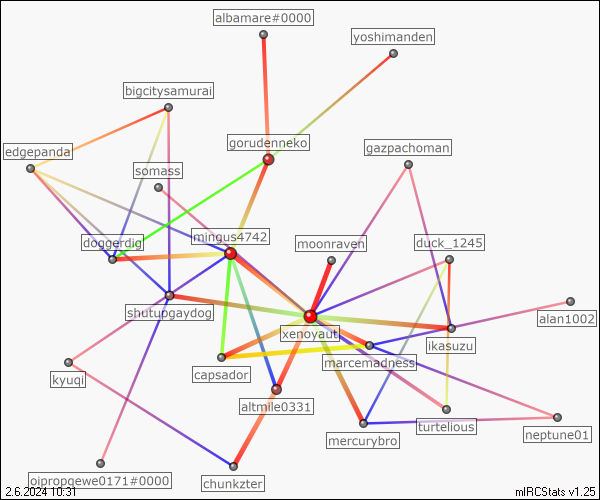 albamare#0000
yoshimanden
bigcitysamurai
gorudenneko
gazpachoman
edgepanda
somass
mingus4742
doggerdig
moonraven
duck_1245
shutupgaydog
xenoyaut
alan1002
ikasuzu
marcemadness
kyuqi
capsador
altmile0331
turtelious
mercurybro
neptune01
oipropgewe0171#0000
chunkzter
2.6.2024 10:31
mIRCStats v1.25